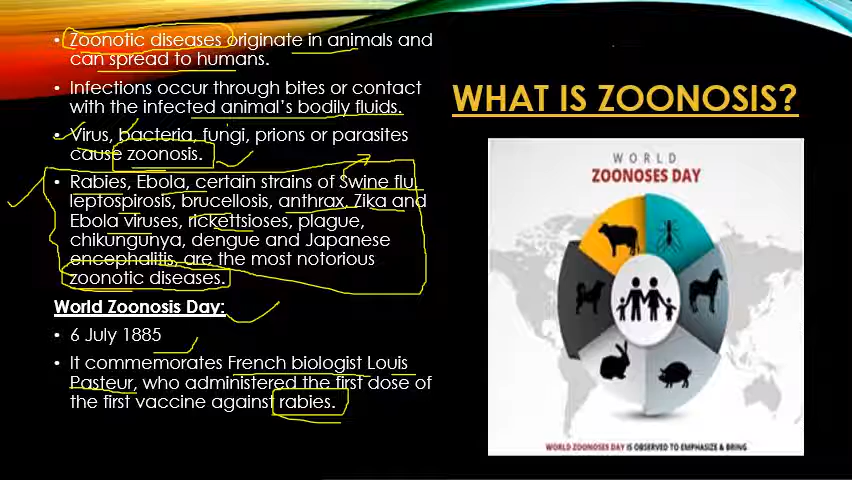 • Zoonotic diseases originate in animals and
can spread to humans.
• Infections occur through bites or contact
with the infected animal's bodily fluids.
• Virus, bacteria, fungi, prions or parasites
cause zoonosis.
• Rabies, Ebola, certain strains of Swine flu,
leptospirosis, brucellosis, anthrax, Zika and
Ebola viruses, rickettsioses, plague,
chikungunya, dengue and Japanese
encephalitis, are the most notorious
zoonotic diseases.
World Zoonosis Day:
• 6 July 1885
• It commemorates French biologist Louis
Pasteur, who administered the first dose of
the first vaccine against rabies.
WHAT IS ZOONOSIS?
WORLD
ZOONOSES DAY
WORLD ZOONOSES DAY IS OBSERVED TO EMPHASIZE & BRING